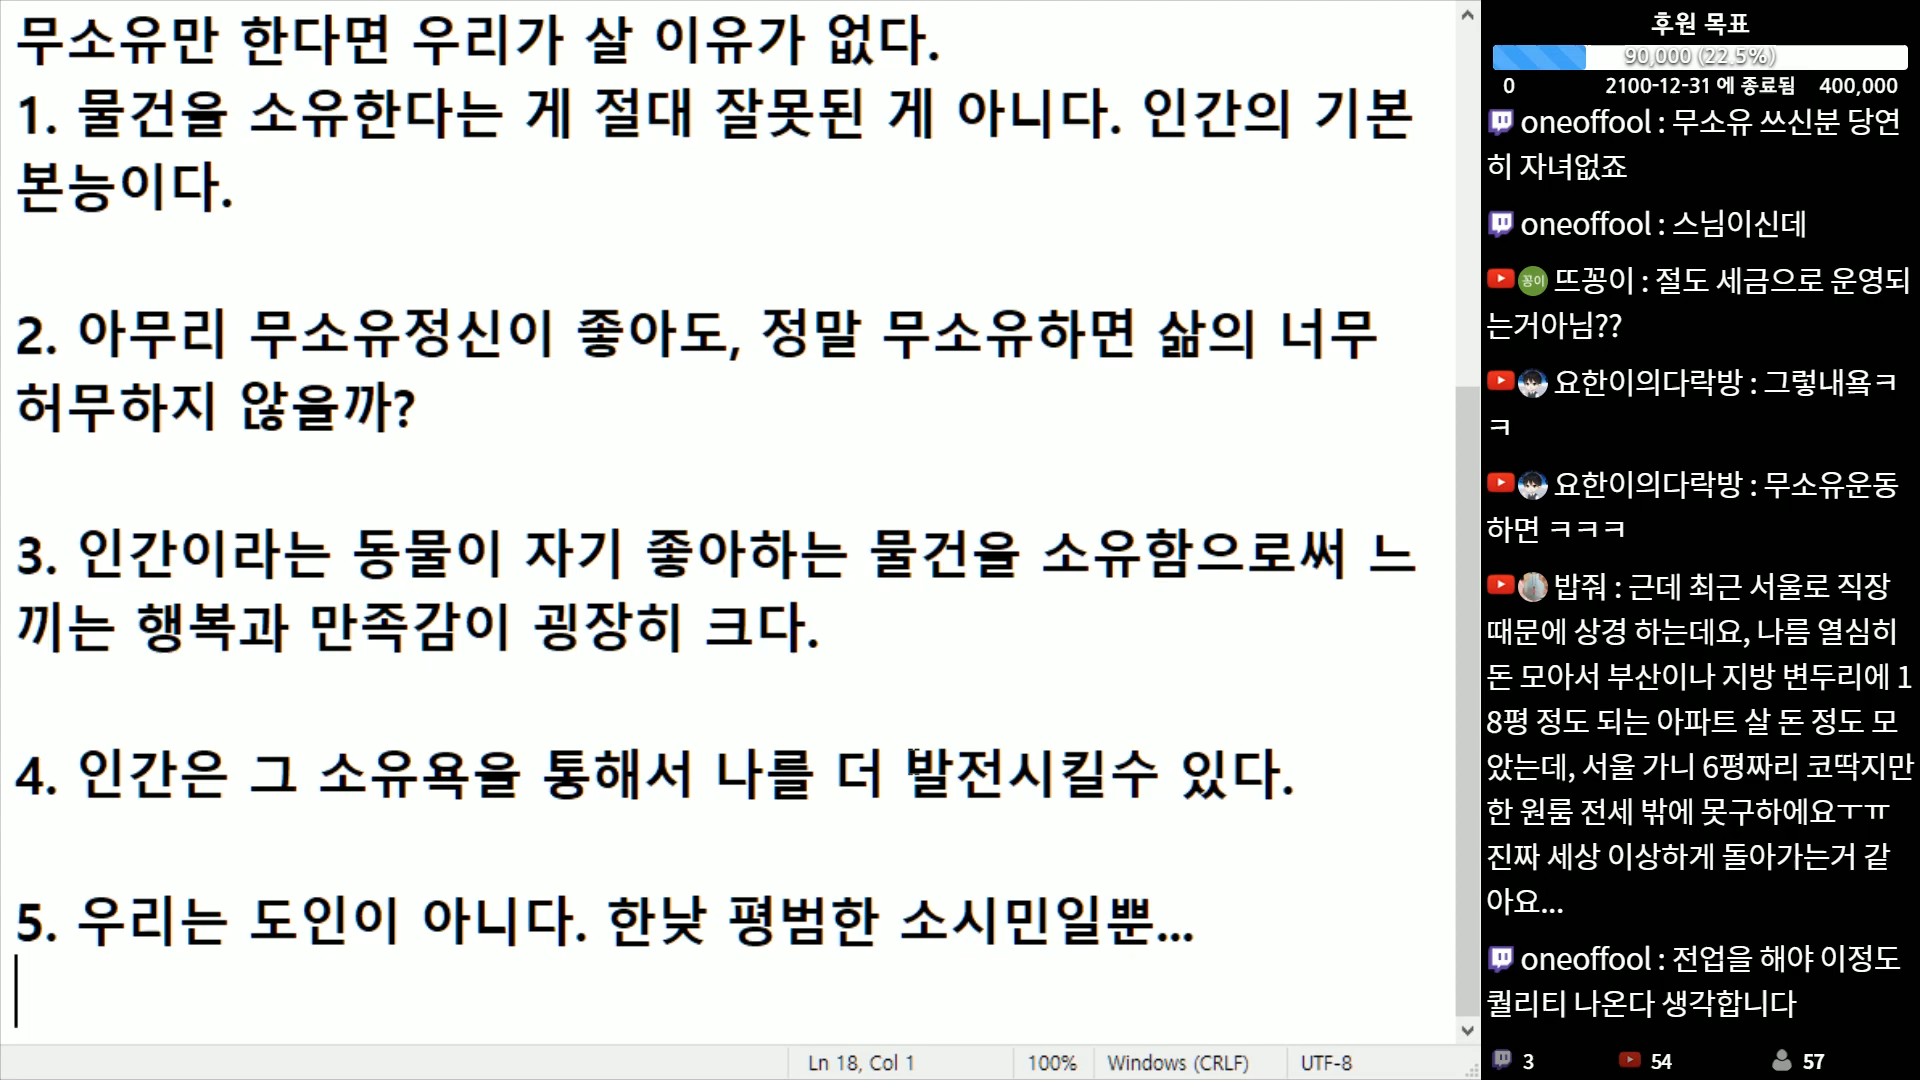 무소유만 한다면 우리가 살 이유가 없다.
1. 물건을 소유한다는 게 절대 잘못된 게 아니다. 인간의 기본
본능이다.
2. 아무리 무소유정신이 좋아도, 정말 무소유하면 삶의 너무
허무하지 않을까?
3. 인간이라는 동물이 자기 좋아하는 물건을 소유함으로써 느
끼는 행복과 만족감이 굉장히 크다.
4. 인간은 그 소유욕을 통해서 나를 더 발전시킬수 있다.
5. 우리는 도인이 아니다. 한낮 평범한 소시민일뿐...
Ln 18, Col 1
100%
Windows (CRLF)
UTF-8
후원 목표
90,000 (22.5%)
0 2100-12-31 에 종료됨 400,000
oneoffool : 무소유 쓰신분 당연
히 자녀없죠
oneoffool : 스님이신데
꽁이 뜨꽁이 : 절도 세금으로 운영되
는거아님??
요한이의다락방 : 그렇내욬ㅋ
ㅋ
요한이의다락방 : 무소유운동
하면 ㅋㅋㅋ
밥줘 : 근데 최근 서울로 직장
때문에 상경 하는데요, 나름 열심히
돈 모아서 부산이나 지방 변두리에 1
8평 정도 되는 아파트 살 돈 정도 모
았는데, 서울 가니 6평짜리 코딱지만
한 원룸 전세 밖에 못구하에요ㅜㅠ
진짜 세상 이상하게 돌아가는거 같
아요...
oneoffool : 전업을 해야 이정도
퀄리티 나온다 생각합니다
3 54 57